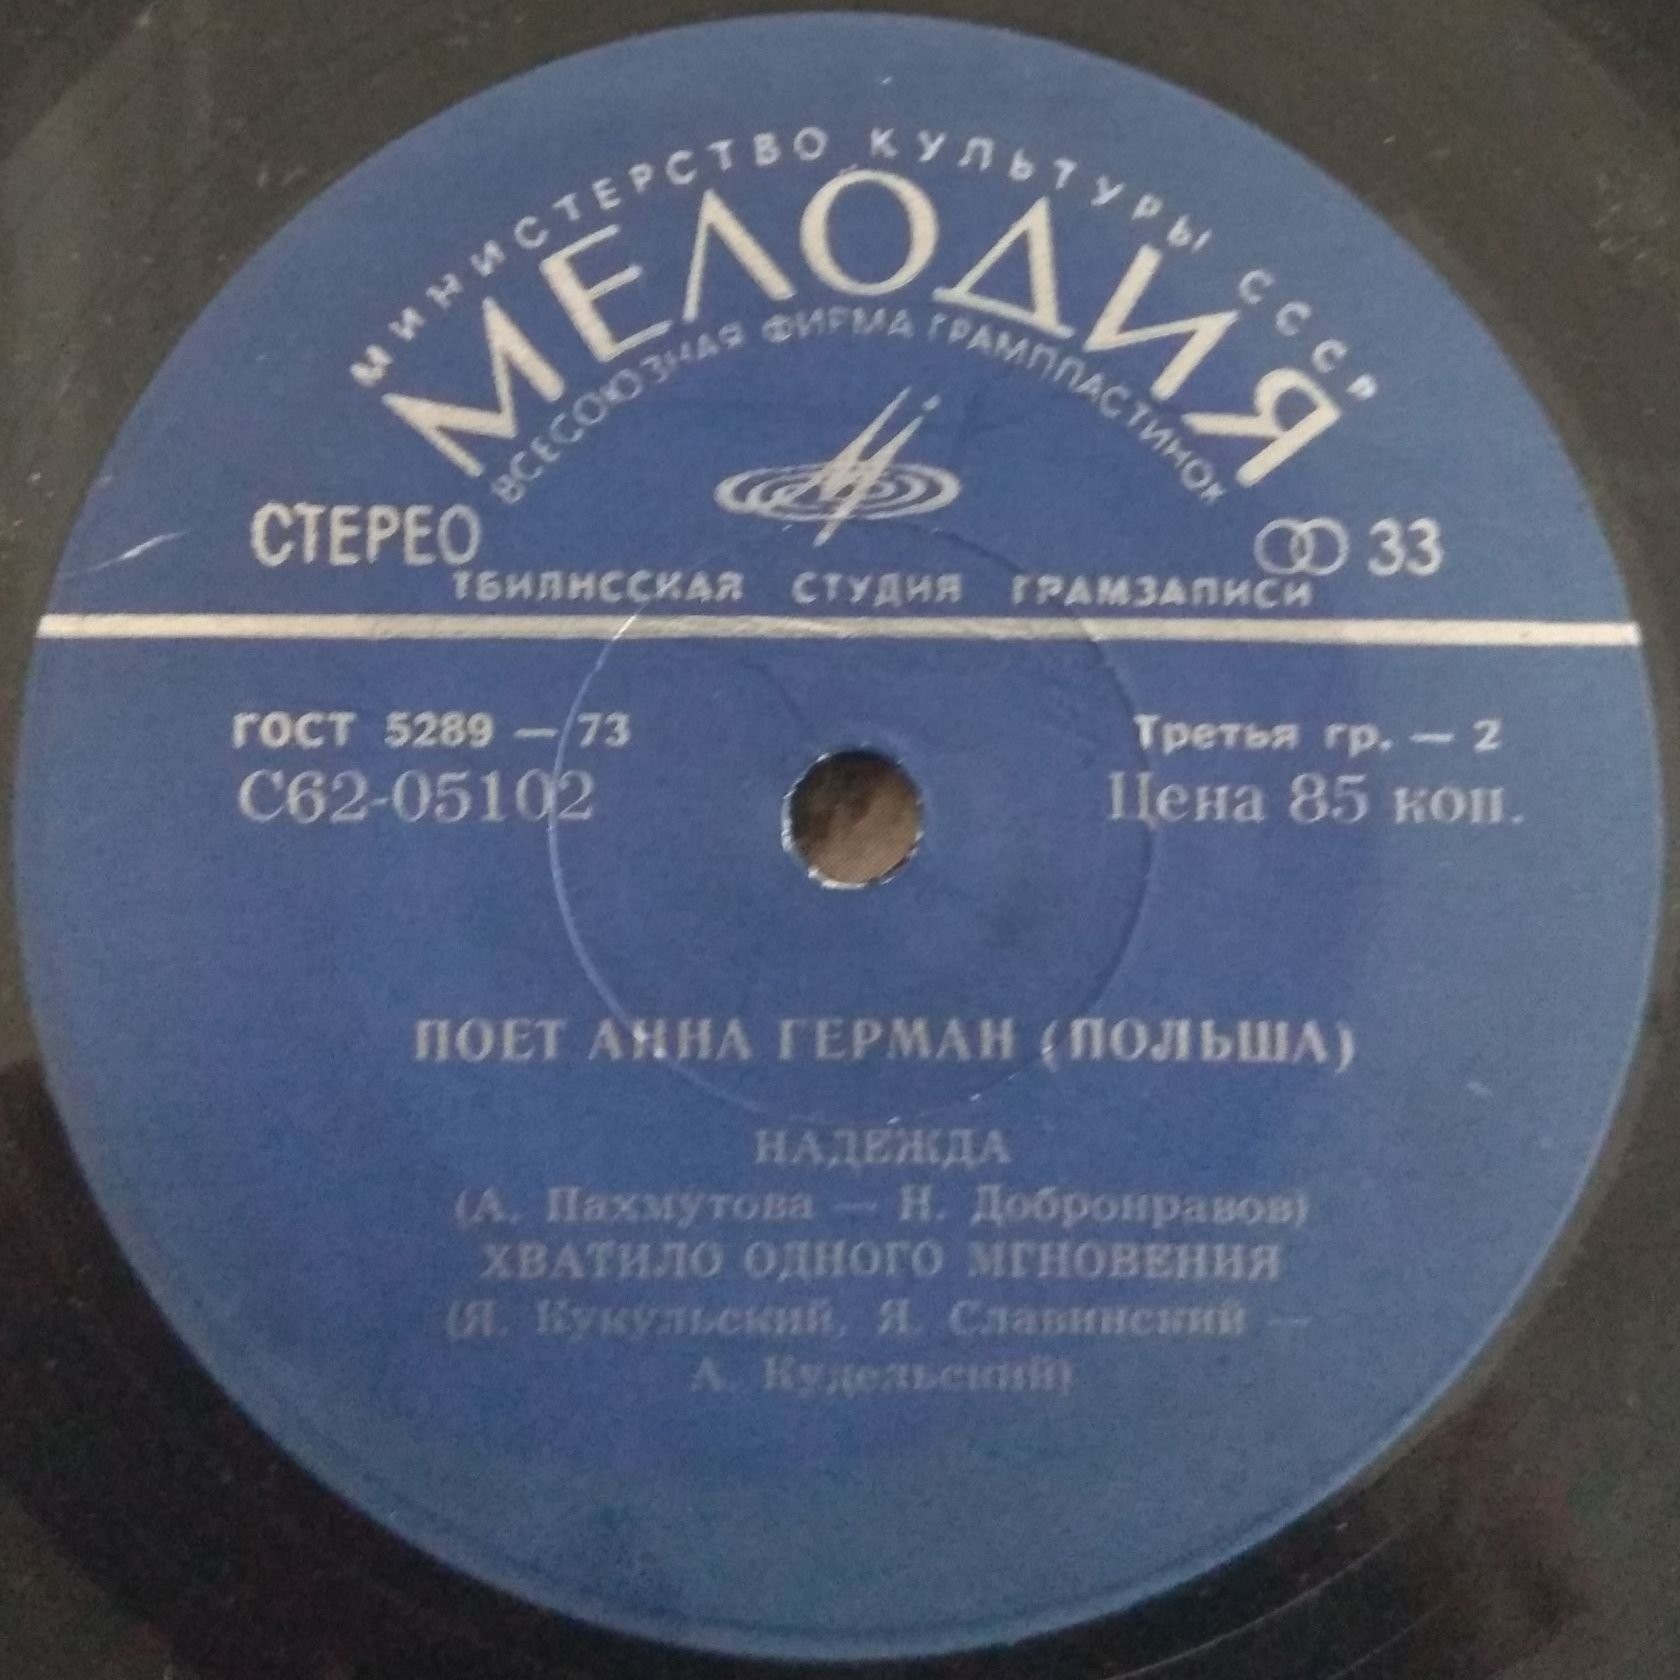 МИНИСТЕРСТВО КУЛЬТУРЫ СССР
МЕЛОДИЯ
ВСЕСОЮЗНАЯ ФИРМА ГРАМПЛАСТИНОК
СТЕРЕО
33
ТБИЛИССКАЯ СТУДИЯ ГРАМЗАПИСИ
ГОСТ 5289 — 73
Третья гр. — 2
С62-05102
Цена 85 коп.
ПОЕТ АННА ГЕРМАН (ПОЛЬША)
НАДЕЖДА
(А. Пахмутова — Н. Добронравов)
ХВАТИЛО ОДНОГО МГНОВЕНИЯ
(Я. Кукульский, Я. Славинский —
А. Кудельский)